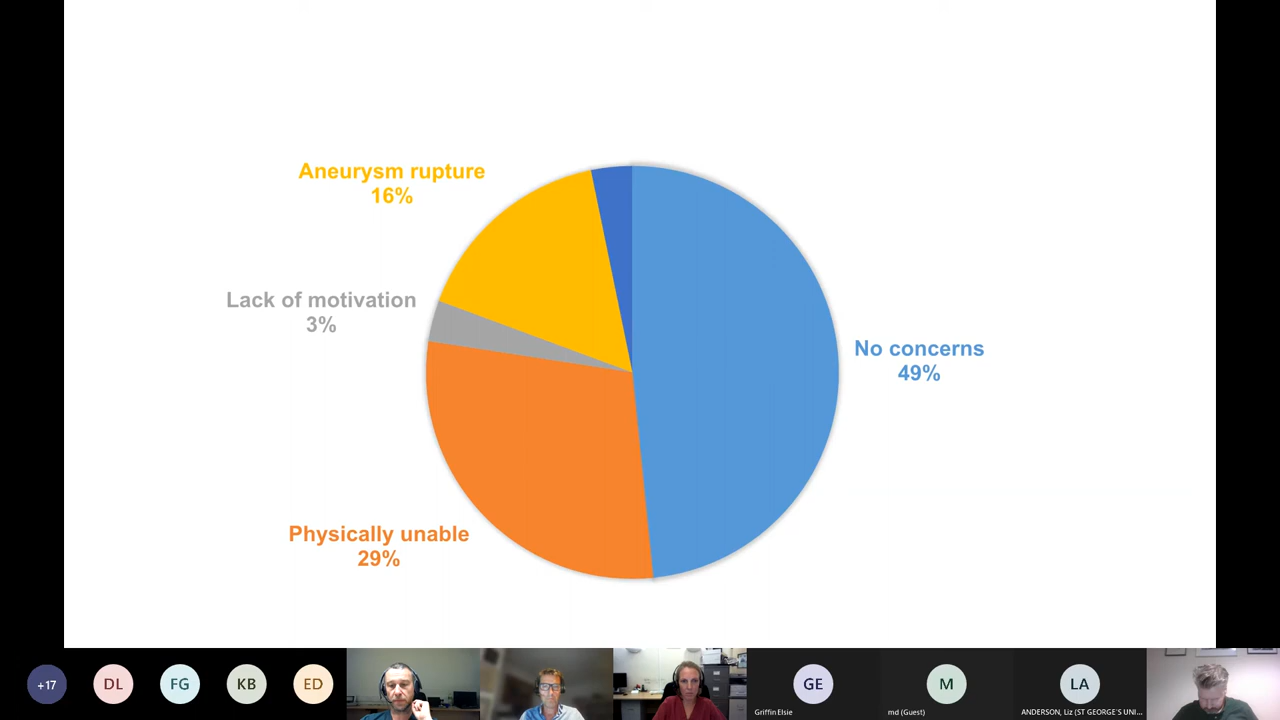 Aneurysm rupture
16%
Lack of motivation
3%
No concerns
49%
Physically unable
29%
+17
DL
FG
KB
ED
GE
Griffin Elsie
M
md (Guest)
LA
ANDERSON, Liz (ST GEORGE'S UNI...